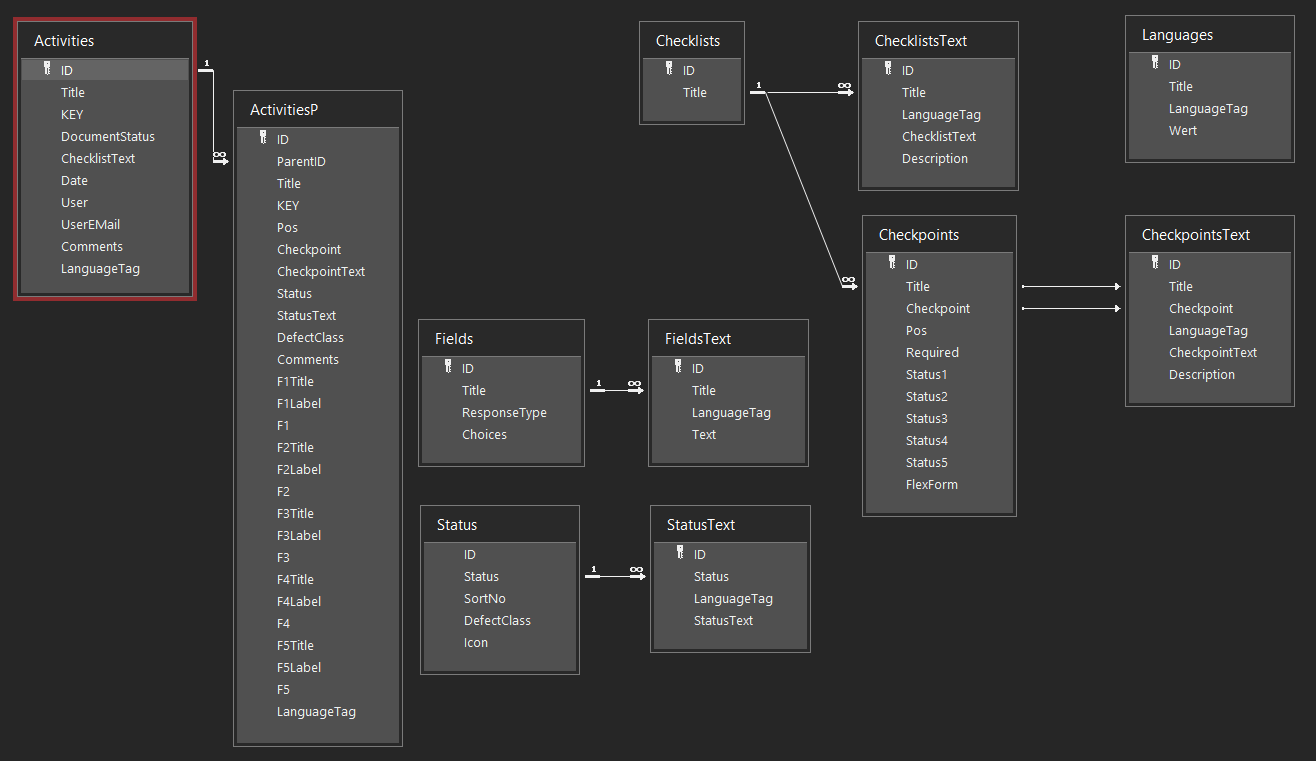 Activities
ID
Title
KEY
DocumentStatus
ChecklistText
Date
User
UserEMail
Comments
LanguageTag
1
∞
ActivitiesP
ID
ParentID
Title
KEY
Pos
Checkpoint
CheckpointText
Status
StatusText
DefectClass
Comments
F1Title
F1Label
F1
F2Title
F2Label
F2
F3Title
F3Label
F3
F4Title
F4Label
F4
F5Title
F5Label
F5
LanguageTag
Checklists
ID
Title
1
∞
∞
ChecklistsText
ID
Title
LanguageTag
ChecklistText
Description
Languages
ID
Title
LanguageTag
Wert
Checkpoints
ID
Title
Checkpoint
Pos
Required
Status1
Status2
Status3
Status4
Status5
FlexForm
CheckpointsText
ID
Title
Checkpoint
LanguageTag
CheckpointText
Description
Fields
ID
Title
ResponseType
Choices
1
∞
FieldsText
ID
Title
LanguageTag
Text
Status
ID
Status
SortNo
DefectClass
Icon
1
∞
StatusText
ID
Status
LanguageTag
StatusText